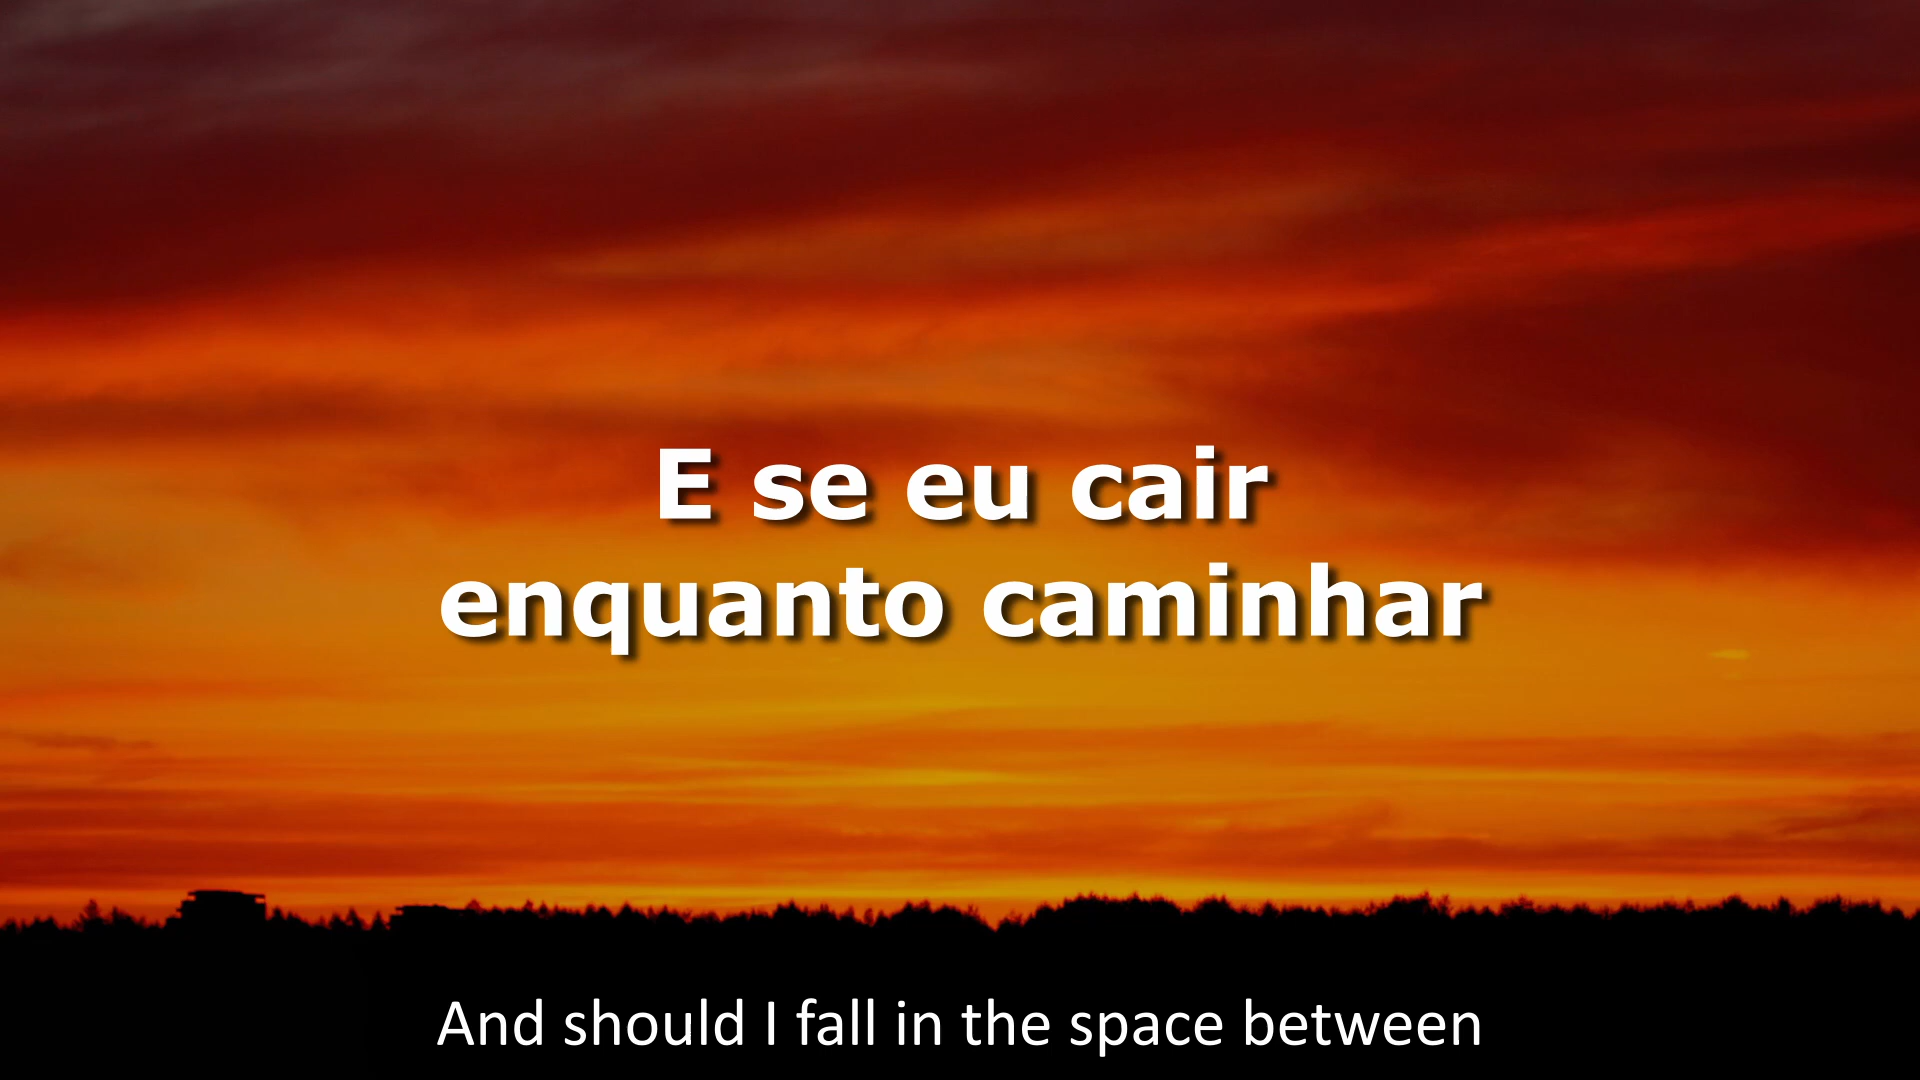 E se eu cair
enquanto caminhar
And should I fall in the space between